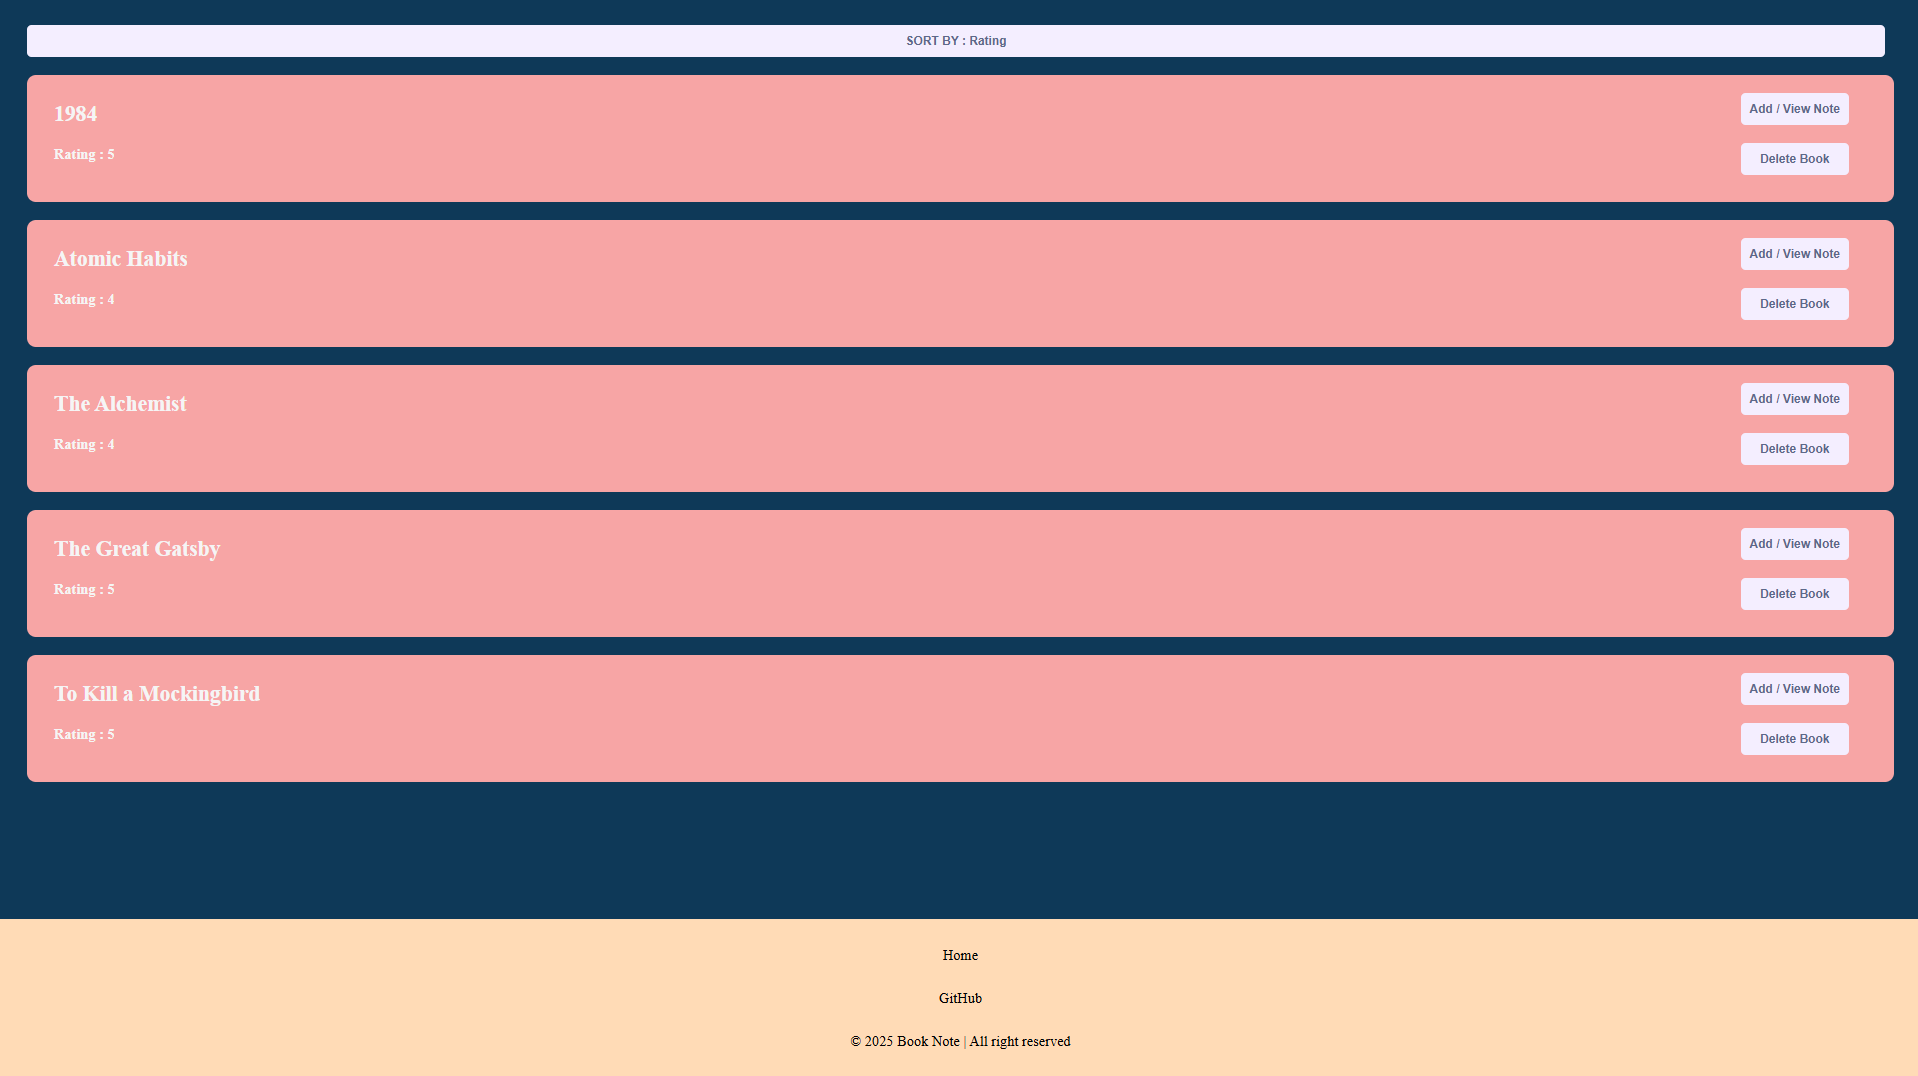 SORT BY : Rating
1984
Add / View Note
Rating : 5
Delete Book
Atomic Habits
Add / View Note
Rating : 4
Delete Book
The Alchemist
Add / View Note
Rating : 4
Delete Book
The Great Gatsby
Add / View Note
Rating : 5
Delete Book
To Kill a Mockingbird
Add / View Note
Rating : 5
Delete Book
Home
GitHub
© 2025 Book Note | All right reserved